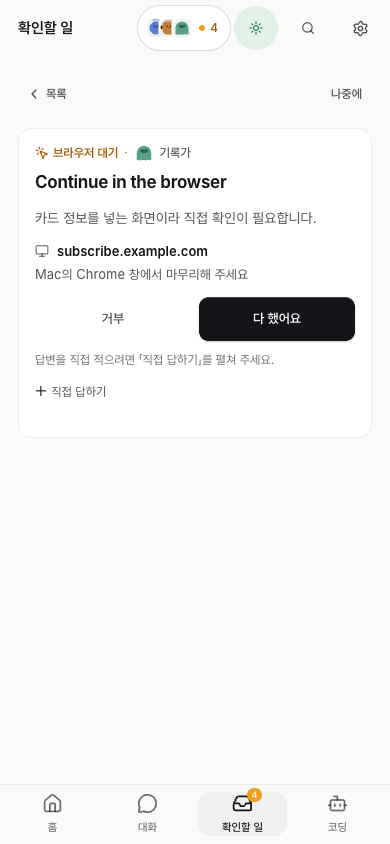 확인할 일
4
목록
나중에
브라우저 대기 · 기록가
Continue in the browser
카드 정보를 넣는 화면이라 직접 확인이 필요합니다.
subscribe.example.com
Mac의 Chrome 창에서 마무리해 주세요
거부
다 했어요
답변을 직접 적으려면 「직접 답하기」를 펼쳐 주세요.
직접 답하기
4
홈
대화
확인할 일
코딩